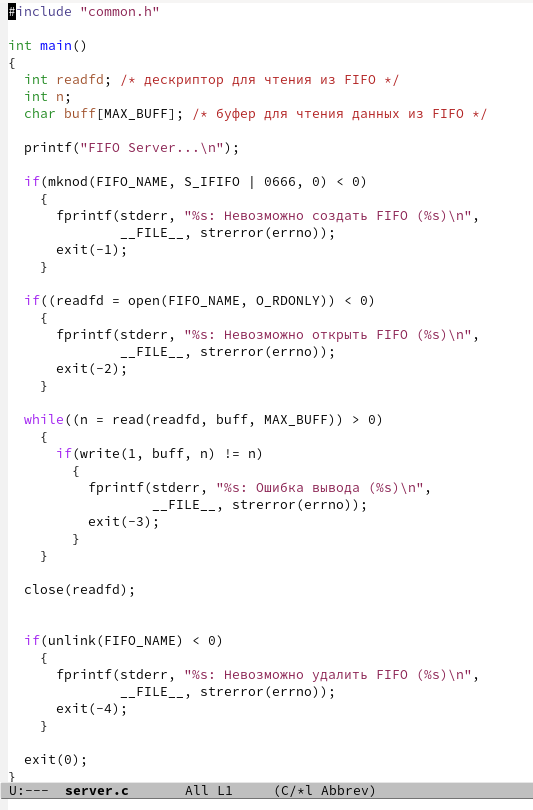 #include "common.h"

int main()
{
  int readfd; /* дескриптор для чтения из FIFO */
  int n;
  char buff[MAX_BUFF]; /* буфер для чтения данных из FIFO */

  printf("FIFO Server...\n");

  if(mknod(FIFO_NAME, S_IFIFO | 0666, 0) < 0)
    {
      fprintf(stderr, "%s: Невозможно создать FIFO (%s)\n",
              __FILE__, strerror(errno));
      exit(-1);
    }

  if((readfd = open(FIFO_NAME, O_RDONLY)) < 0)
    {
      fprintf(stderr, "%s: Невозможно открыть FIFO (%s)\n",
              __FILE__, strerror(errno));
      exit(-2);
    }

  while((n = read(readfd, buff, MAX_BUFF)) > 0)
    {
      if(write(1, buff, n) != n)
        {
          fprintf(stderr, "%s: Ошибка вывода (%s)\n",
                  __FILE__, strerror(errno));
          exit(-3);
        }
    }

  close(readfd);


  if(unlink(FIFO_NAME) < 0)
    {
      fprintf(stderr, "%s: Невозможно удалить FIFO (%s)\n",
              __FILE__, strerror(errno));
      exit(-4);
    }

  exit(0);
}
U:---  server.c       All L1     (C/*l Abbrev)